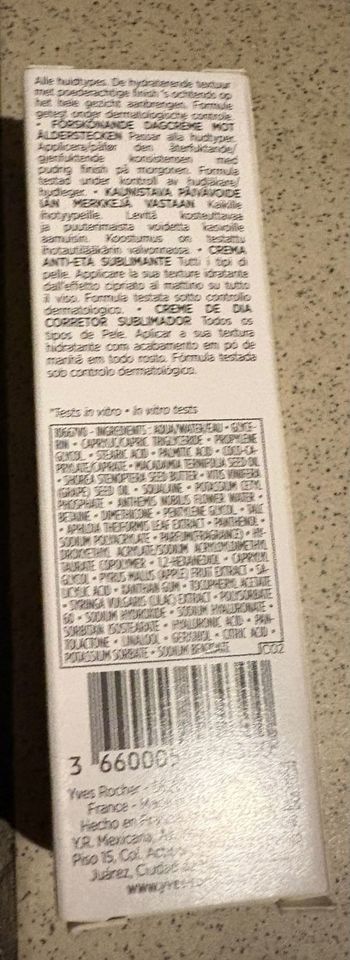 Alle huidtypes. De hydraterende textuur
met poederachtige finish 's ochtends op
het hele gezicht aanbrengen. Formule
getest onder dermatologische controle.
• FÖRSKÖNANDE DAGCRÈME MOT
ÅLDERSTECKEN Passar alla hudtyper.
Applicera/påfør den återfuktande/
gjenfuktande konsistensen med
pudrig finish på morgonen. Formula
testad under kontroll av hudläkare/
hudleger. • KAUNISTAVA PÄIVÄVOIDE
IÄN MERKKEJÄ VASTAAN Kaikille
ihotyypeille. Levitä kosteuttavaa
ja puuterimaista voidetta kasvoille
aamuisin. Koostumus on testattu
ihotautilääkärin valvonnassa. • CREMA
ANTI-ETÀ SUBLIMANTE Tutti i tipi di
pelle. Applicare la sua texture idratante
dall'effetto cipriato al mattino su tutto
il viso. Formula testata sotto controllo
dermatologico. • CREME DE DIA
CORRETOR SUBLIMADOR Todos os
tipos de Pele. Aplicar a sua textura
hidratante com acabamento em pó de
manhã em todo rosto. Fórmula testada
sob controlo dermatológico.
*Tests in vitro • In vitro tests
INGREDIENTS : AQUA/WATER/EAU • GLYCE-
RIN • CAPRYLIC/CAPRIC TRIGLYCERIDE • PROPYLENE
GLYCOL • STEARIC ACID • PALMITIC ACID • COCO-CA-
PRYLATE/CAPRATE • MACADAMIA TERNIFOLIA SEED OIL
• SHOREA STENOPTERA SEED BUTTER • VITIS VINIFERA
(GRAPE) SEED OIL • SQUALANE • POTASSIUM CETYL
PHOSPHATE • ANTHEMIS NOBILIS FLOWER WATER •
BETAINE • DIMETHICONE • PENTYLENE GLYCOL • TALC
• APHLOIA THEIFORMIS LEAF EXTRACT • PANTHENOL •
SODIUM POLYACRYLATE • PARFUM(FRAGRANCE) • HY-
DROXYETHYL ACRYLATE/SODIUM ACRYLOYLDIMETHYL
TAURATE COPOLYMER • 1,2-HEXANEDIOL • CAPRYLYL
GLYCOL • PYRUS MALUS (APPLE) FRUIT EXTRACT • SA-
LICYLIC ACID • XANTHAN GUM • TOCOPHERYL ACETATE
• SYRINGA VULGARIS (LILAC) EXTRACT • POLYSORBATE
60 • SODIUM HYDROXIDE • SODIUM HYALURONATE •
SORBITAN ISOSTEARATE • HYALURONIC ACID • PAN-
TOLACTONE • LINALOOL • GERANIOL • CITRIC ACID •
POTASSIUM SORBATE • SODIUM BENZOATE
3 66000
Yves Rocher -
France -
Hecho en
Y.R. Mexicana,
Piso 15, Col.
Juárez, Ciudad